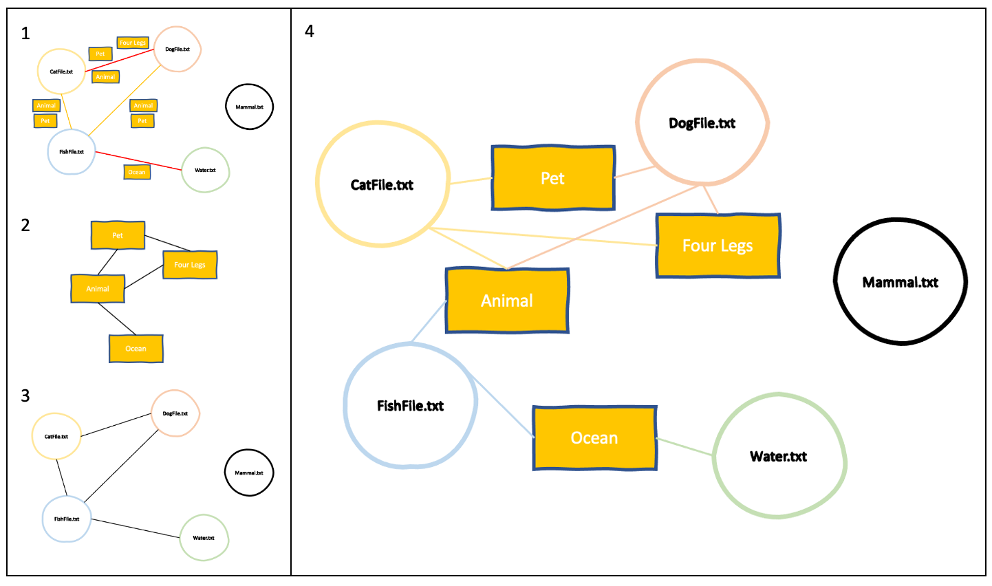 1
Four Legs
Pet
DogFile.txt
CatFile.txt
Animal
Mammal.txt
Animal
Pet
Animal
Pet
FishFile.txt
Ocean
Water.txt
2
Pet
Four Legs
Animal
Ocean
3
DogFile.txt
CatFile.txt
Mammal.txt
FishFile.txt
Water.txt
4
DogFile.txt
CatFile.txt
Pet
Four Legs
Mammal.txt
Animal
FishFile.txt
Ocean
Water.txt